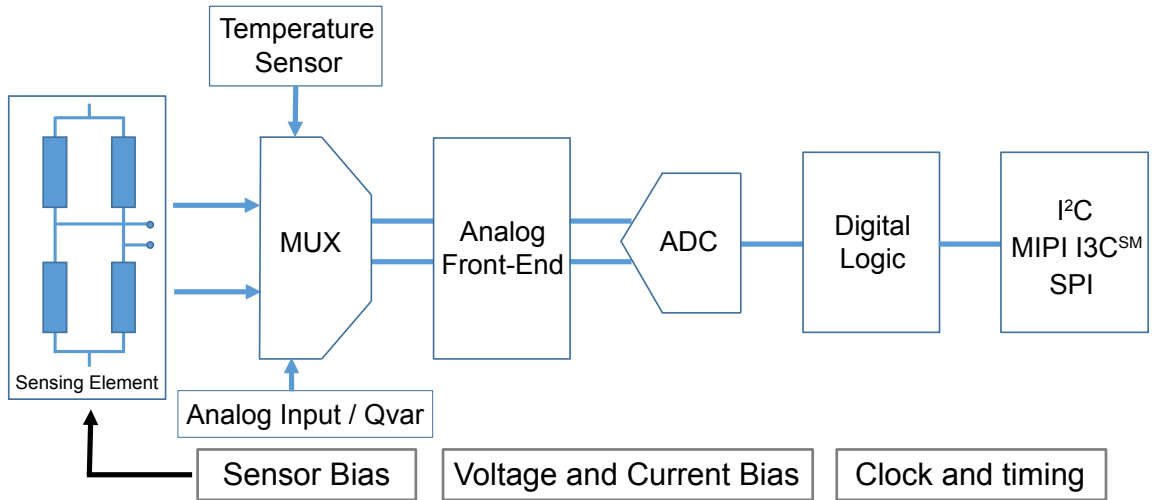 Temperature
Sensor
Sensing Element
MUX
Analog Input / Qvar
Analog
Front-End
ADC
Digital
Logic
I²C
MIPI I3Cˢᴹ
SPI
Sensor Bias
Voltage and Current Bias
Clock and timing